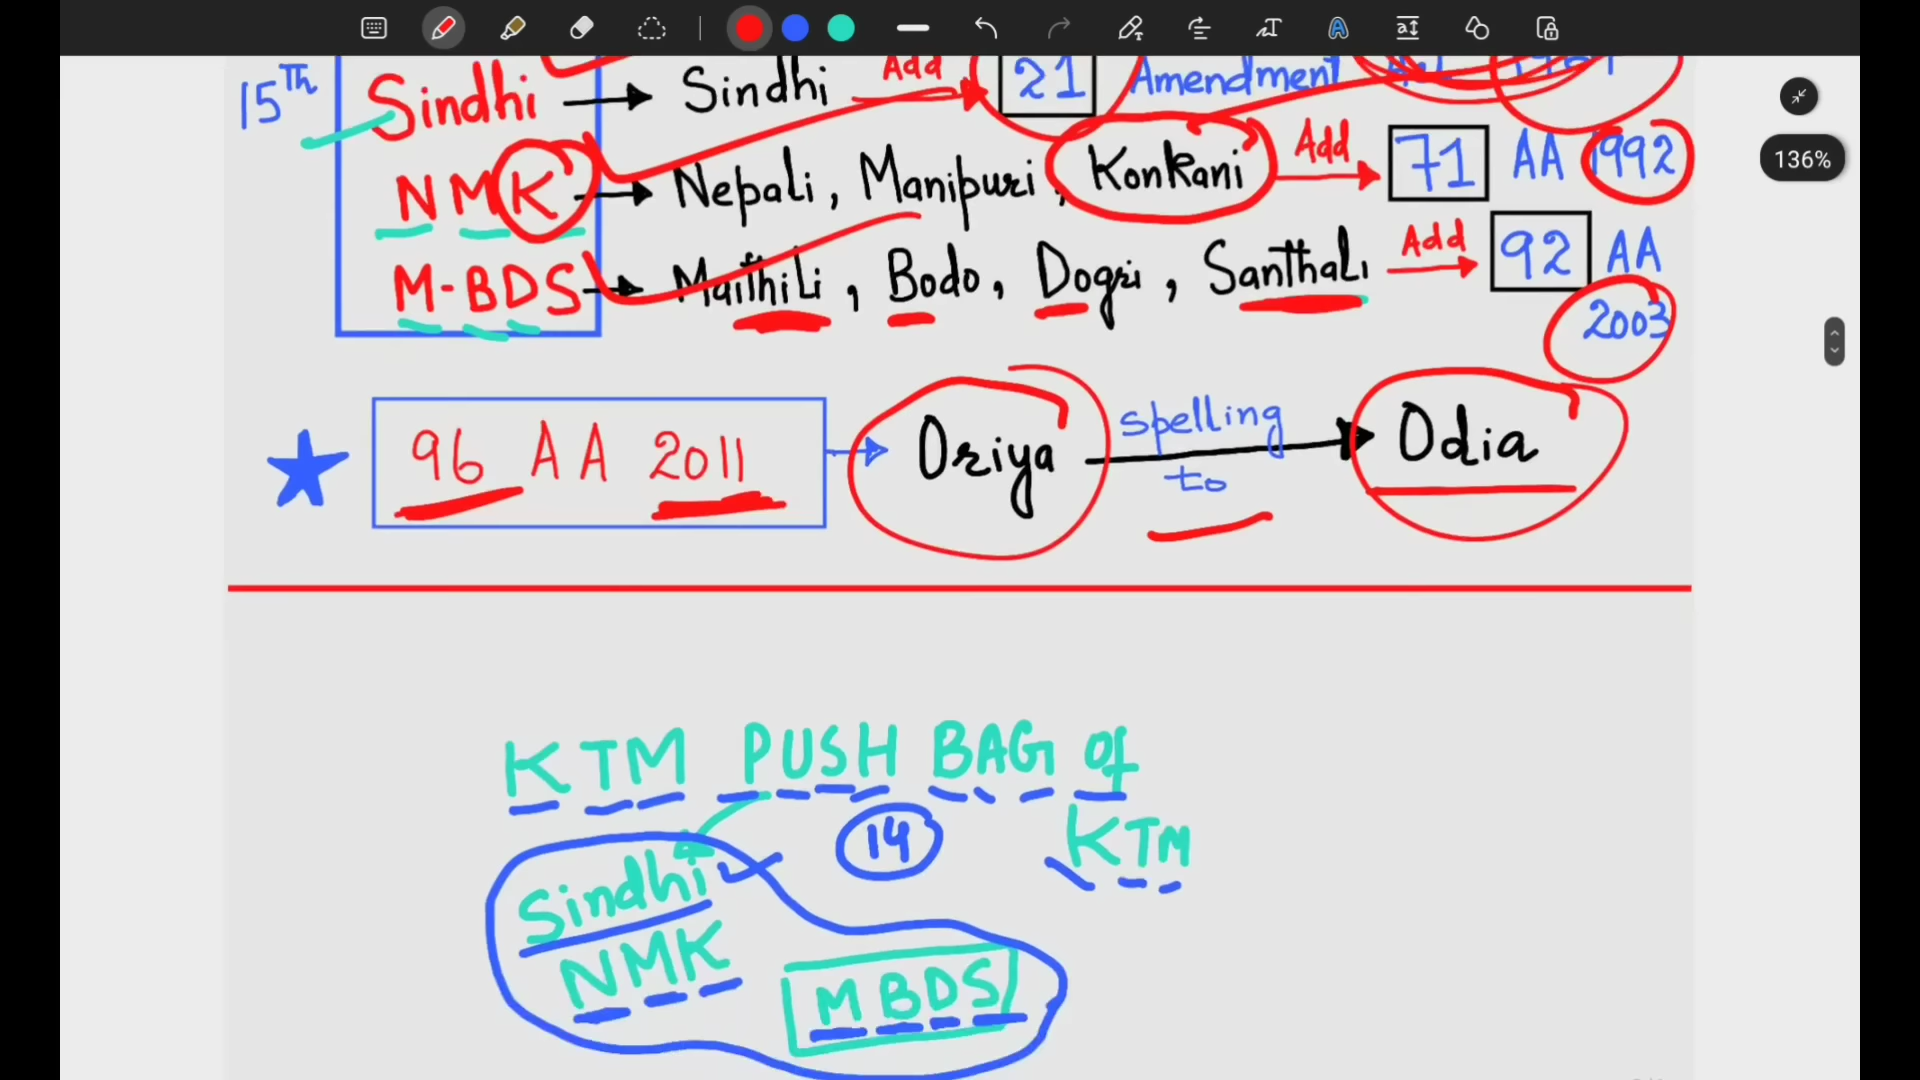 136%
15Th Sindhi → Sindhi Add 21 Amendment
NMK → Nepali, Manipuri, Konkani Add → 71 AA 1992
M-BDS → Maithili, Bodo, Dogri, Santhali Add → 92 AA
2003
96 AA 2011 → Oriya spelling to → Odia
KTM PUSH BAG of
14 KTM
Sindhi
NMK
MBDS